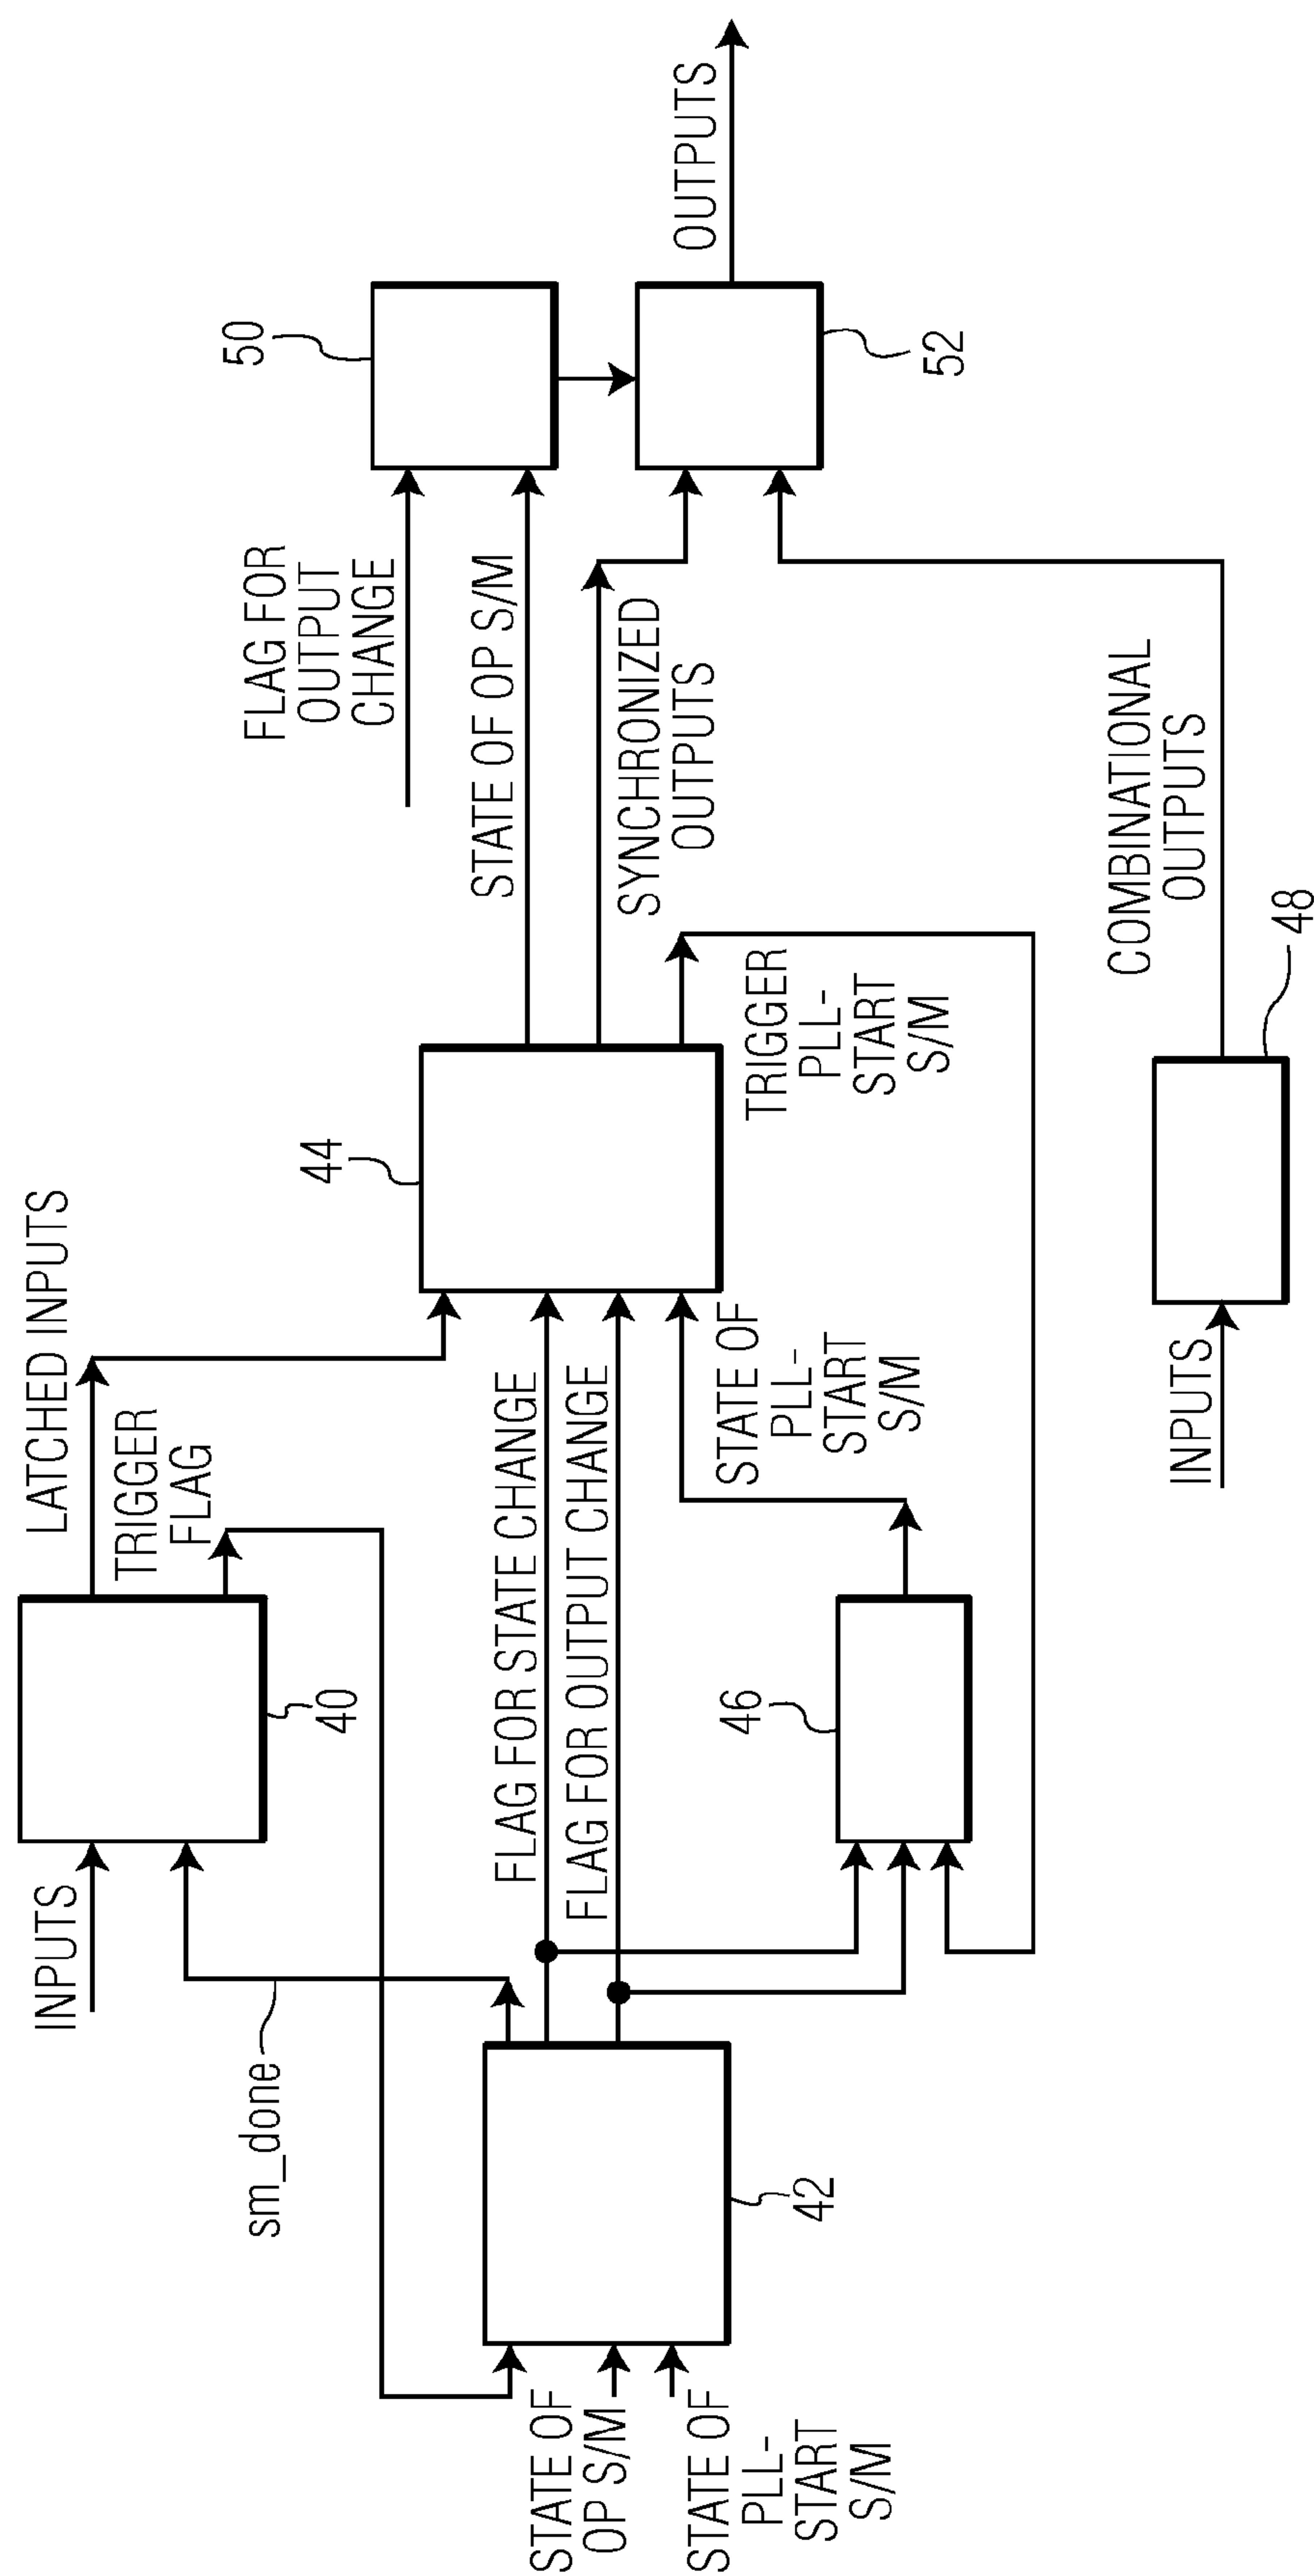 INPUTS
sm_done
40
LATCHED INPUTS
TRIGGER
FLAG
STATE OF
OP S/M
STATE OF
PLL-
START
S/M
42
FLAG FOR STATE CHANGE
FLAG FOR OUTPUT CHANGE
46
STATE OF
PLL-
START
S/M
44
TRIGGER
PLL-
START
S/M
INPUTS
48
COMBINATIONAL
OUTPUTS
FLAG FOR
OUTPUT
CHANGE
STATE OF OP S/M
SYNCHRONIZED
OUTPUTS
50
52
OUTPUTS